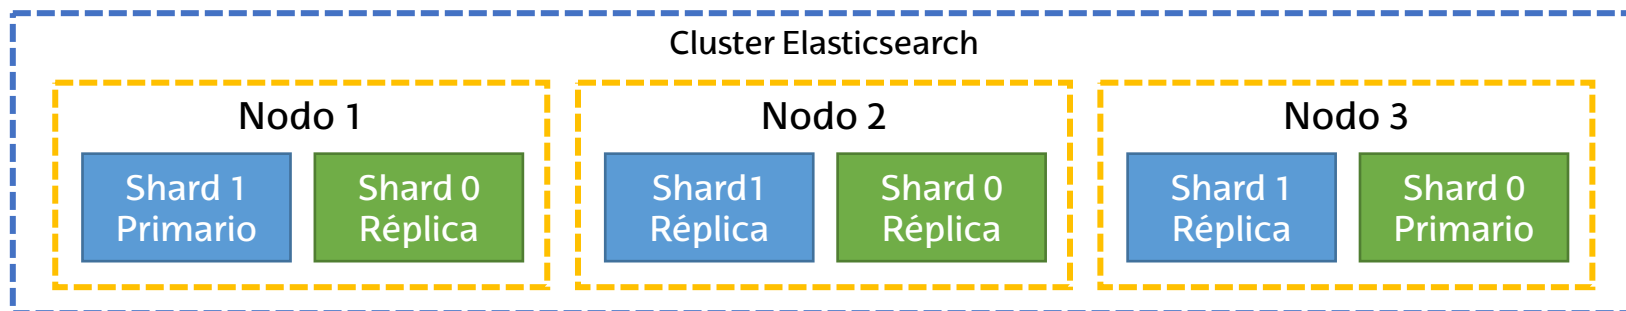 Cluster Elasticsearch
Nodo 1
Shard 1
Primario
Shard 0
Réplica
Nodo 2
Shard1
Réplica
Shard 0
Réplica
Nodo 3
Shard 1
Réplica
Shard 0
Primario